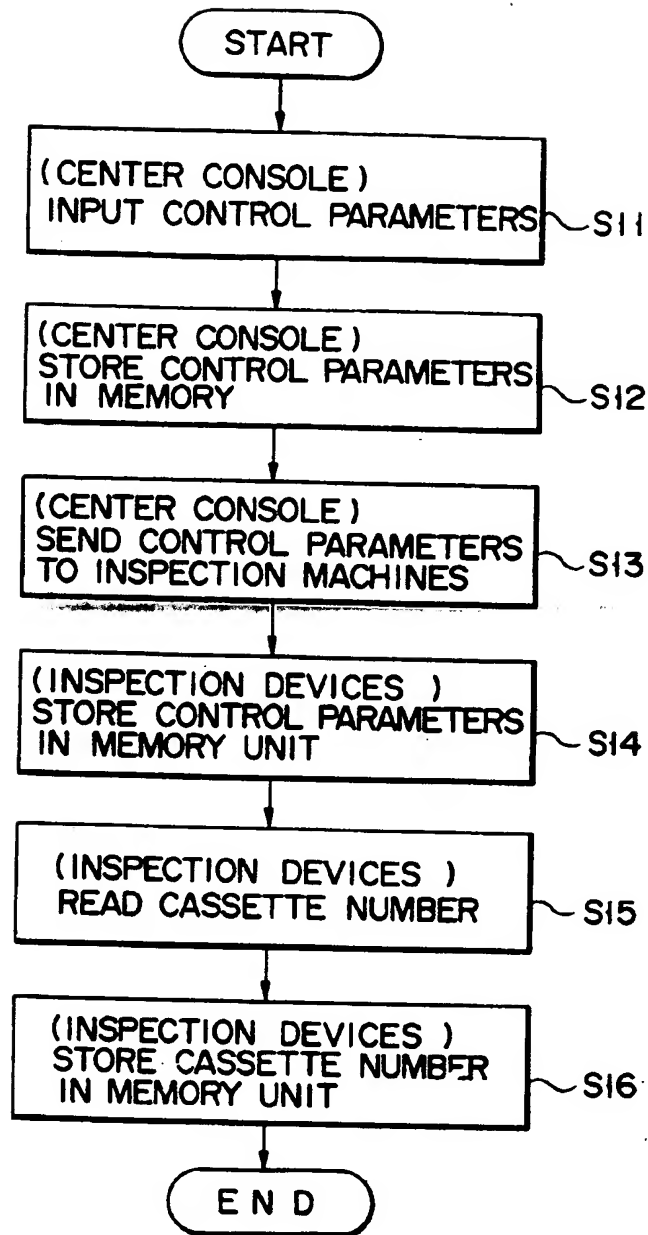 START
(CENTER CONSOLE)
INPUT CONTROL PARAMETERS
S11
(CENTER CONSOLE)
STORE CONTROL PARAMETERS
IN MEMORY
S12
(CENTER CONSOLE)
SEND CONTROL PARAMETERS
TO INSPECTION MACHINES
S13
(INSPECTION DEVICES)
STORE CONTROL PARAMETERS
IN MEMORY UNIT
S14
(INSPECTION DEVICES)
READ CASSETTE NUMBER
S15
(INSPECTION DEVICES)
STORE CASSETTE NUMBER
IN MEMORY UNIT
S16
END